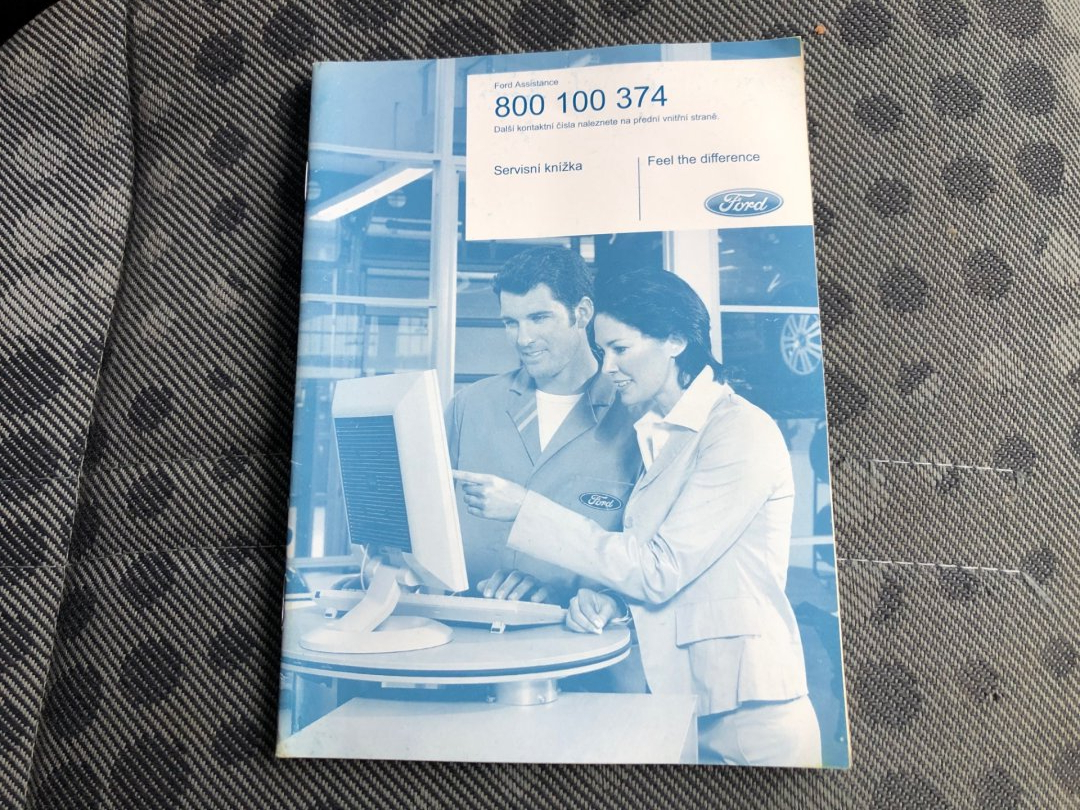 Ford Assistance
800 100 374
Další kontaktní čísla naleznete na přední vnitřní straně.
Servisní knížka
Feel the difference
Ford
Ford